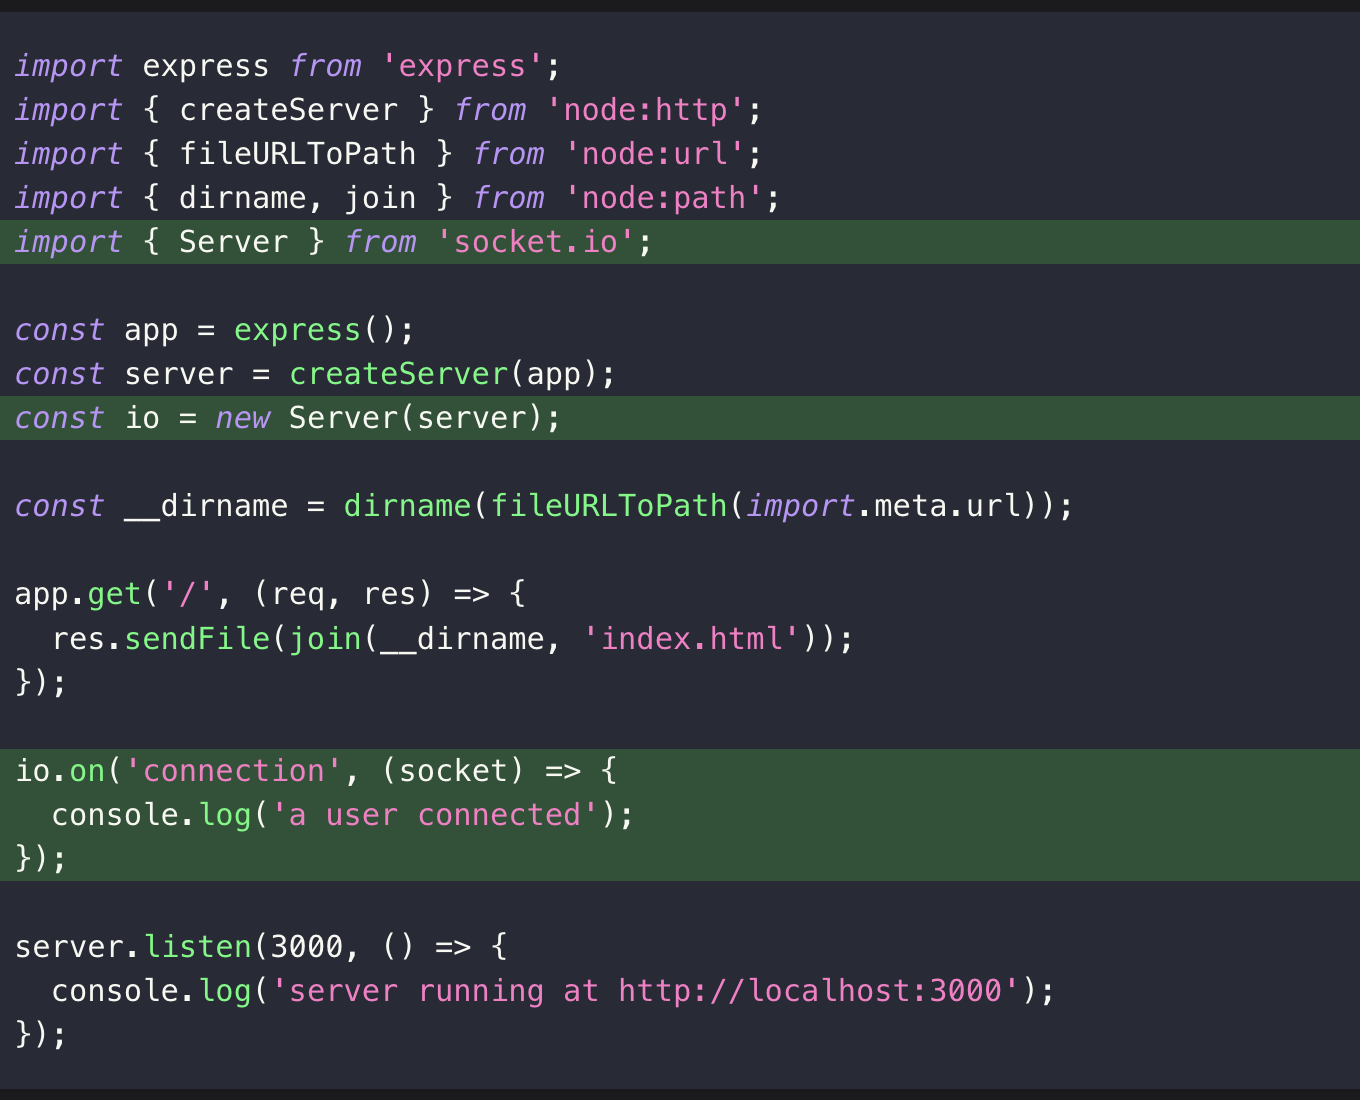 import express from 'express';
import { createServer } from 'node:http';
import { fileURLToPath } from 'node:url';
import { dirname, join } from 'node:path';
import { Server } from 'socket.io';

const app = express();
const server = createServer(app);
const io = new Server(server);

const __dirname = dirname(fileURLToPath(import.meta.url));

app.get('/', (req, res) => {
  res.sendFile(join(__dirname, 'index.html'));
});

io.on('connection', (socket) => {
  console.log('a user connected');
});

server.listen(3000, () => {
  console.log('server running at http://localhost:3000');
});